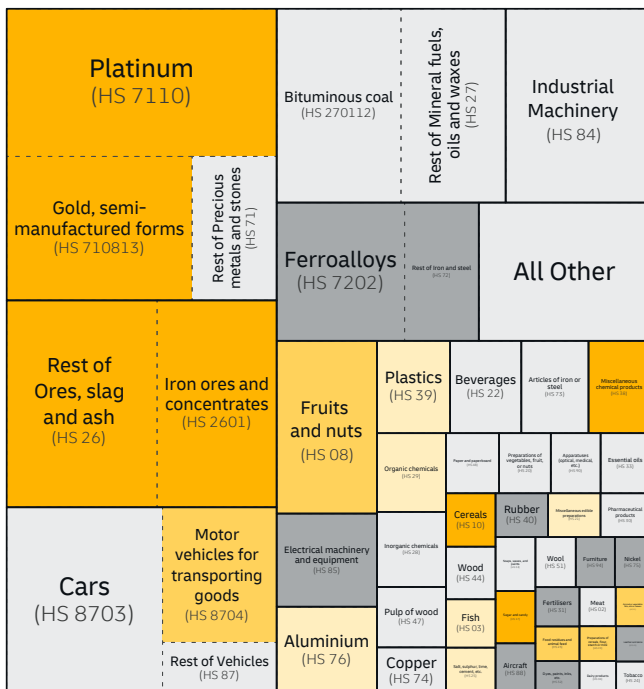 Platinum
(HS 7110)
Gold, semi-
manufactured forms
(HS 710813)
Rest of Precious
metals and stones
(HS 71)
Bituminous coal
(HS 270112)
Rest of Mineral fuels,
oils and waxes
(HS 27)
Industrial
Machinery
(HS 84)
Ferroalloys
(HS 7202)
Rest of Iron and steel
(HS 72)
All Other
Rest of
Ores, slag
and ash
(HS 26)
Iron ores and
concentrates
(HS 2601)
Cars
(HS 8703)
Motor
vehicles for
transporting
goods
(HS 8704)
Rest of Vehicles
(HS 87)
Fruits
and nuts
(HS 08)
Electrical machinery
and equipment
(HS 85)
Aluminium
(HS 76)
Plastics
(HS 39)
Beverages
(HS 22)
Articles of iron or
steel
(HS 73)
Miscellaneous
chemical products
(HS 38)
Organic chemicals
(HS 29)
Paper and paperboard
(HS 48)
Preparations of
vegetables, fruit,
or nuts
(HS 20)
Apparatuses
(optical, medical,
etc.)
(HS 90)
Essential oils
(HS 33)
Inorganic chemicals
(HS 28)
Pulp of wood
(HS 47)
Copper
(HS 74)
Cereals
(HS 10)
Rubber
(HS 40)
Miscellaneous edible
preparations
(HS 21)
Pharmaceutical
products
(HS 30)
Wood
(HS 44)
Wool
(HS 51)
Furniture
(HS 94)
Nickel
(HS 75)
Fish
(HS 03)
Fertilisers
(HS 31)
Meat
(HS 02)
Salt, sulphur, lime,
cement, etc.
(HS 25)
Aircraft
(HS 88)
Food residues and
animal feed
Tobacco
(HS 24)